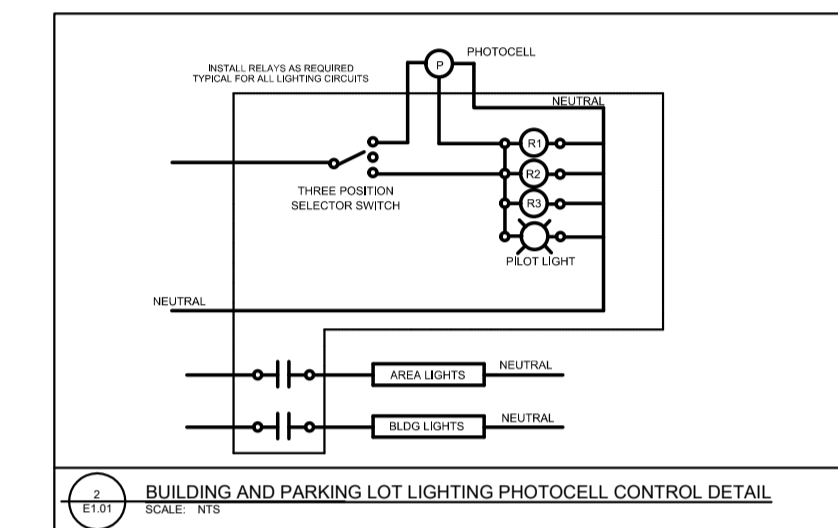 PHOTOCELL
P
INSTALL RELAYS AS REQUIRED
TYPICAL FOR ALL LIGHTING CIRCUITS
NEUTRAL
R1
R2
THREE POSITION
SELECTOR SWITCH
R3
PILOT LIGHT
NEUTRAL
AREA LIGHTS
NEUTRAL
BLDG LIGHTS
NEUTRAL
2
E1.01
BUILDING AND PARKING LOT LIGHTING PHOTOCELL CONTROL DETAIL
SCALE: NTS